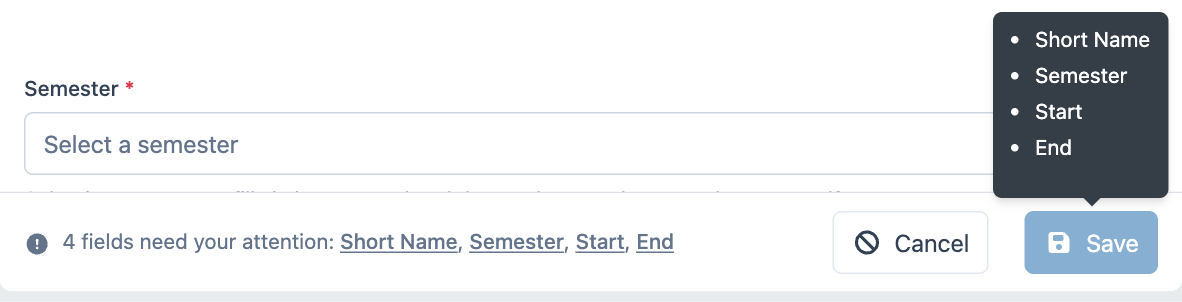 Short Name
Semester
Start
End
Semester *
Select a semester
4 fields need your attention: Short Name, Semester, Start, End
Cancel
Save